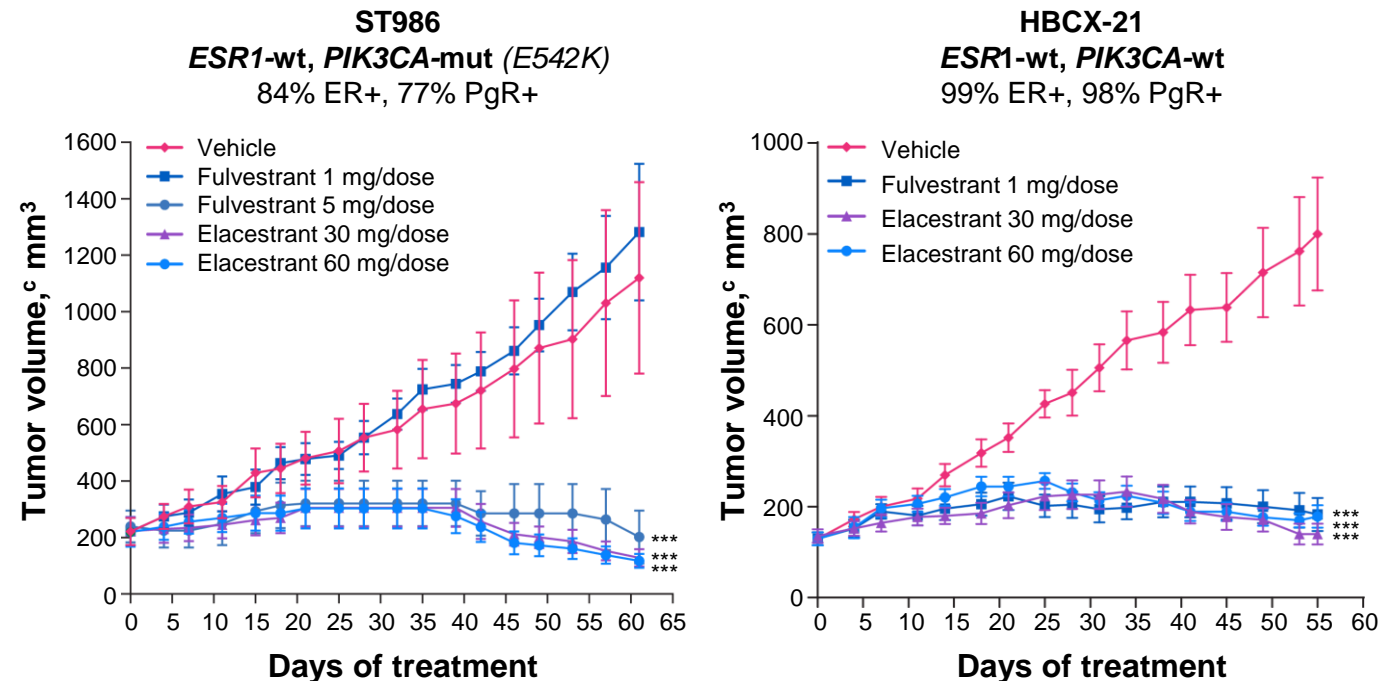 ST986
ESR1-wt, PIK3CA-mut (E542K)
84% ER+, 77% PgR+
Tumor volume,ᶜ mm³
1600
1400
1200
1000
800
600
400
200
0
Vehicle
Fulvestrant 1 mg/dose
Fulvestrant 5 mg/dose
Elacestrant 30 mg/dose
Elacestrant 60 mg/dose
***
***
***
0 5 10 15 20 25 30 35 40 45 50 55 60 65
Days of treatment
HBCX-21
ESR1-wt, PIK3CA-wt
99% ER+, 98% PgR+
Tumor volume,ᶜ mm³
1000
800
600
400
200
0
Vehicle
Fulvestrant 1 mg/dose
Elacestrant 30 mg/dose
Elacestrant 60 mg/dose
***
***
***
0 5 10 15 20 25 30 35 40 45 50 55 60
Days of treatment